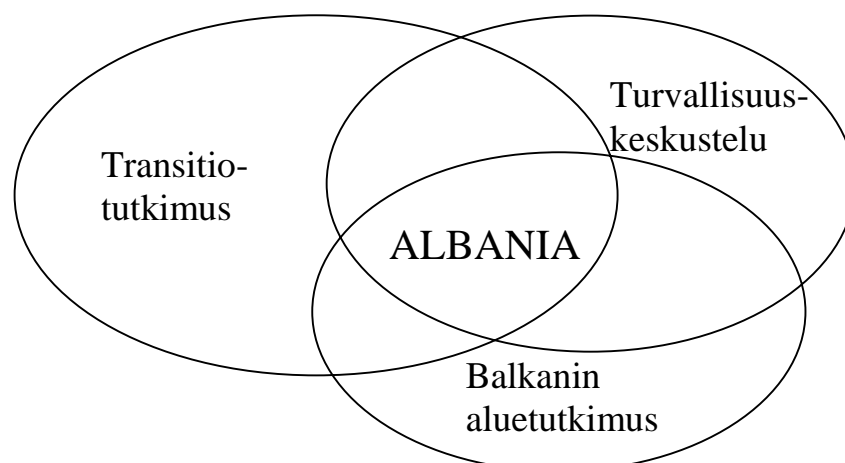 Turvallisuus-
keskustelu
Transitio-
tutkimus
ALBANIA
Balkanin
aluetutkimus